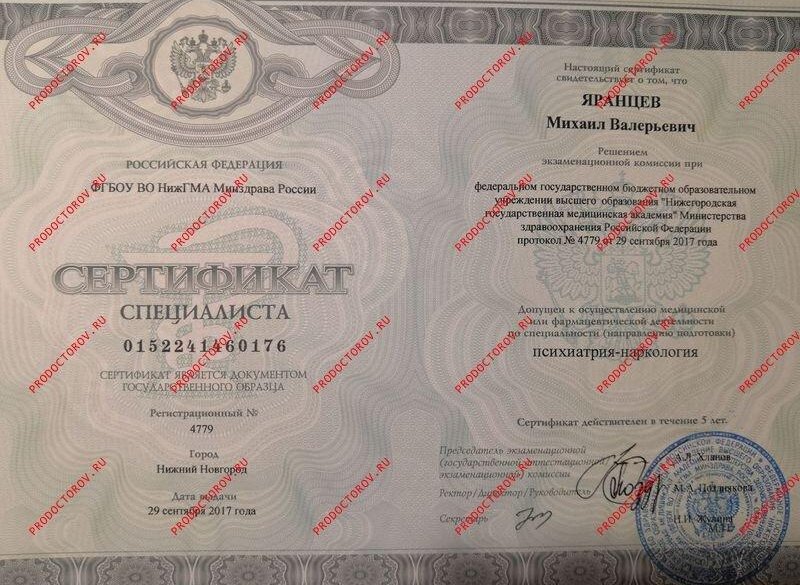 РОССИЙСКАЯ ФЕДЕРАЦИЯ
ФГБОУ ВО НижГМА Минздрава России
СЕРТИФИКАТ
СПЕЦИАЛИСТА
0152241460176
СЕРТИФИКАТ ЯВЛЯЕТСЯ ДОКУМЕНТОМ
ГОСУДАРСТВЕННОГО ОБРАЗЦА
Регистрационный №
4779
Город
Нижний Новгород
Дата выдачи
29 сентября 2017 года
Настоящий сертификат
свидетельствует о том, что
ЯРАНЦЕВ
Михаил Валерьевич
Решением
экзаменационной комиссии при
федеральном государственном бюджетном образовательном
учреждении высшего образования "Нижегородская
государственная медицинская академия" Министерства
здравоохранения Российской Федерации
протокол № 4779 от 29 сентября 2017 года
Допущен к осуществлению медицинской
или фармацевтической деятельности
по специальности (направлению подготовки)
психиатрия-наркология
Сертификат действителен в течение 5 лет.
Председатель экзаменационной
(государственной аттестационной)
экзаменационной комиссии
Ректор / Директор / Руководитель
Секретарь
PRODOCTOROV.RU